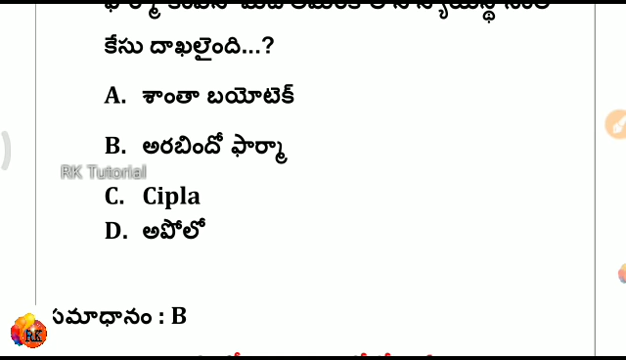 కేసు దాఖలైంది...?
A. శాంతా బయోటెక్
B. అరబిందో ఫార్మా
RK Tutorial
C. Cipla
D. అపోలో
సమాధానం : B
RK